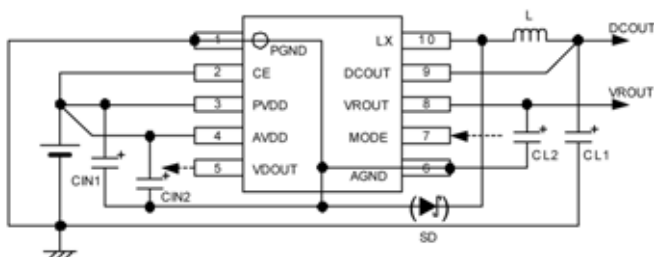 L
DCOUT
1
PGND
LX
10
2
CE
DCOUT
9
VROUT
3
PVDD
VROUT
8
4
AVDD
MODE
7
CIN1
5
VDOUT
AGND
6
CL2
CL1
CIN2
SD